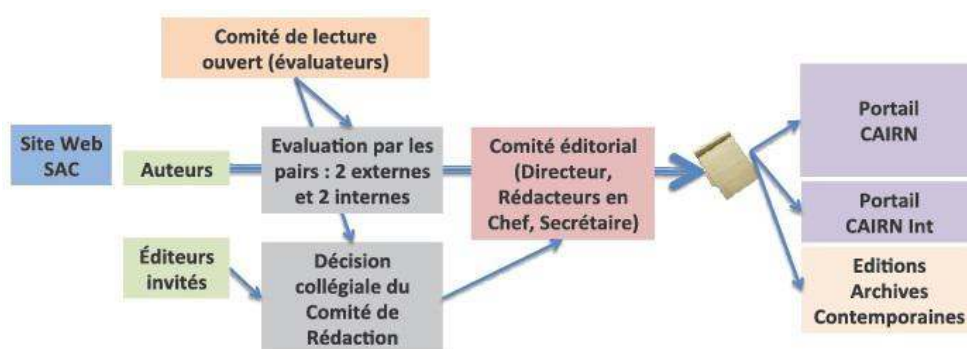 Comité de lecture
ouvert (évaluateurs)
Site Web
SAC
Auteurs
Evaluation par les
pairs : 2 externes
et 2 internes
Comité éditorial
(Directeur,
Rédacteurs en
Chef, Secrétaire)
Éditeurs
invités
Décision
collégiale du
Comité de
Rédaction
Portail
CAIRN
Portail
CAIRN Int
Editions
Archives
Contemporaines